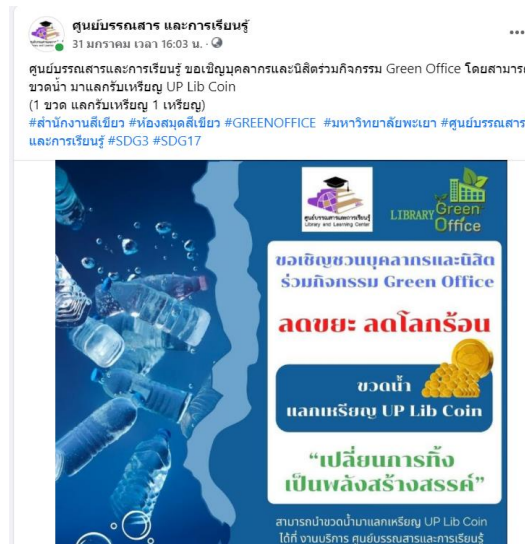 ศูนย์บรรณสาร และการเรียนรู้
31 มกราคม เวลา 16:03 น. ·
ศูนย์บรรณสารและการเรียนรู้ ขอเชิญบุคลากรและนิสิตร่วมกิจกรรม Green Office โดยสามารถ
ขวดน้ำ มาแลกรับเหรียญ UP Lib Coin
(1 ขวด แลกรับเหรียญ 1 เหรียญ)
#สำนักงานสีเขียว #ห้องสมุดสีเขียว #GREENOFFICE #มหาวิทยาลัยพะเยา #ศูนย์บรรณสาร
และการเรียนรู้ #SDG3 #SDG17
ศูนย์บรรณสารและการเรียนรู้
Library and Learning Center
LIBRARY Green
Office
ขอเชิญชวนบุคลากรและนิสิต
ร่วมกิจกรรม Green Office
ลดขยะ ลดโลกร้อน
ขวดน้ำ
แลกเหรียญ UP Lib Coin
“เปลี่ยนการทิ้ง
เป็นพลังสร้างสรรค์”
สามารถนำขวดน้ำมาแลกเหรียญ UP Lib Coin
ได้ที่ งานบริการ ศูนย์บรรณสารและการเรียนรู้